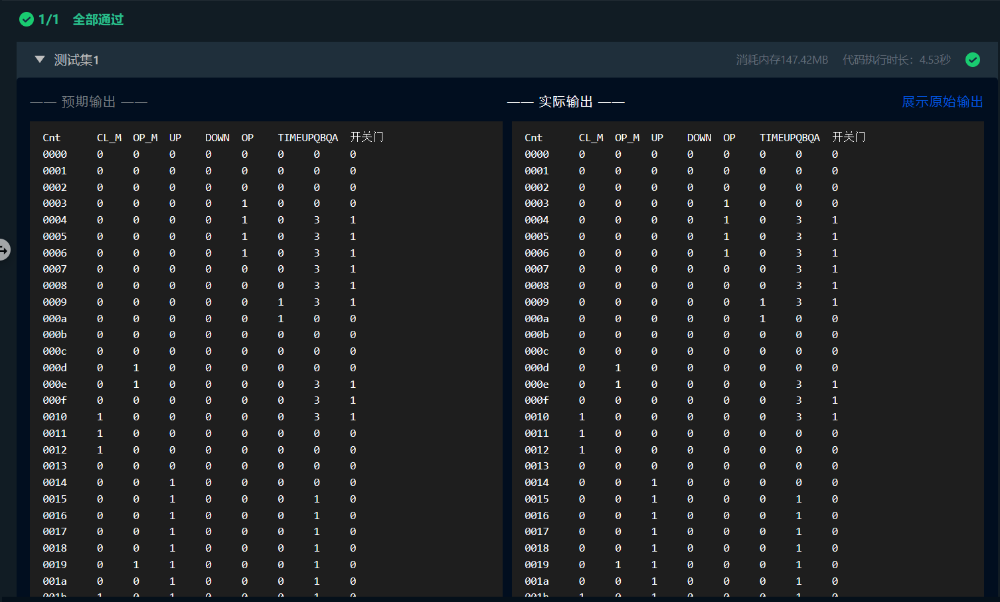 1/1 全部通过
测试集1 消耗内存147.42MB 代码执行时长：4.53秒
—— 预期输出 ——
—— 实际输出 ——
展示原始输出
Cnt CL_M OP_M UP DOWN OP TIMEUPQBQA 开关门
0000 0 0 0 0 0 0 0 0
0001 0 0 0 0 0 0 0 0
0002 0 0 0 0 0 0 0 0
0003 0 0 0 0 1 0 0 0
0004 0 0 0 0 1 0 3 1
0005 0 0 0 0 1 0 3 1
0006 0 0 0 0 1 0 3 1
0007 0 0 0 0 0 0 3 1
0008 0 0 0 0 0 0 3 1
0009 0 0 0 0 0 1 3 1
000a 0 0 0 0 0 1 0 0
000b 0 0 0 0 0 0 0 0
000c 0 0 0 0 0 0 0 0
000d 0 1 0 0 0 0 0 0
000e 0 1 0 0 0 0 3 1
000f 0 0 0 0 0 0 3 1
0010 1 0 0 0 0 0 3 1
0011 1 0 0 0 0 0 0 0
0012 1 0 0 0 0 0 0 0
0013 0 0 0 0 0 0 0 0
0014 0 0 1 0 0 0 0 0
0015 0 0 1 0 0 0 1 0
0016 0 0 1 0 0 0 1 0
0017 0 0 1 0 0 0 1 0
0018 0 0 1 0 0 0 1 0
0019 0 1 1 0 0 0 1 0
001a 0 0 1 0 0 0 1 0
001b 1 0 1 0 0 0 1 0
Cnt CL_M OP_M UP DOWN OP TIMEUPQBQA 开关门
0000 0 0 0 0 0 0 0 0
0001 0 0 0 0 0 0 0 0
0002 0 0 0 0 0 0 0 0
0003 0 0 0 0 1 0 0 0
0004 0 0 0 0 1 0 3 1
0005 0 0 0 0 1 0 3 1
0006 0 0 0 0 1 0 3 1
0007 0 0 0 0 0 0 3 1
0008 0 0 0 0 0 0 3 1
0009 0 0 0 0 0 1 3 1
000a 0 0 0 0 0 1 0 0
000b 0 0 0 0 0 0 0 0
000c 0 0 0 0 0 0 0 0
000d 0 1 0 0 0 0 0 0
000e 0 1 0 0 0 0 3 1
000f 0 0 0 0 0 0 3 1
0010 1 0 0 0 0 0 3 1
0011 1 0 0 0 0 0 0 0
0012 1 0 0 0 0 0 0 0
0013 0 0 0 0 0 0 0 0
0014 0 0 1 0 0 0 0 0
0015 0 0 1 0 0 0 1 0
0016 0 0 1 0 0 0 1 0
0017 0 0 1 0 0 0 1 0
0018 0 0 1 0 0 0 1 0
0019 0 1 1 0 0 0 1 0
001a 0 0 1 0 0 0 1 0
001b 1 0 1 0 0 0 1 0